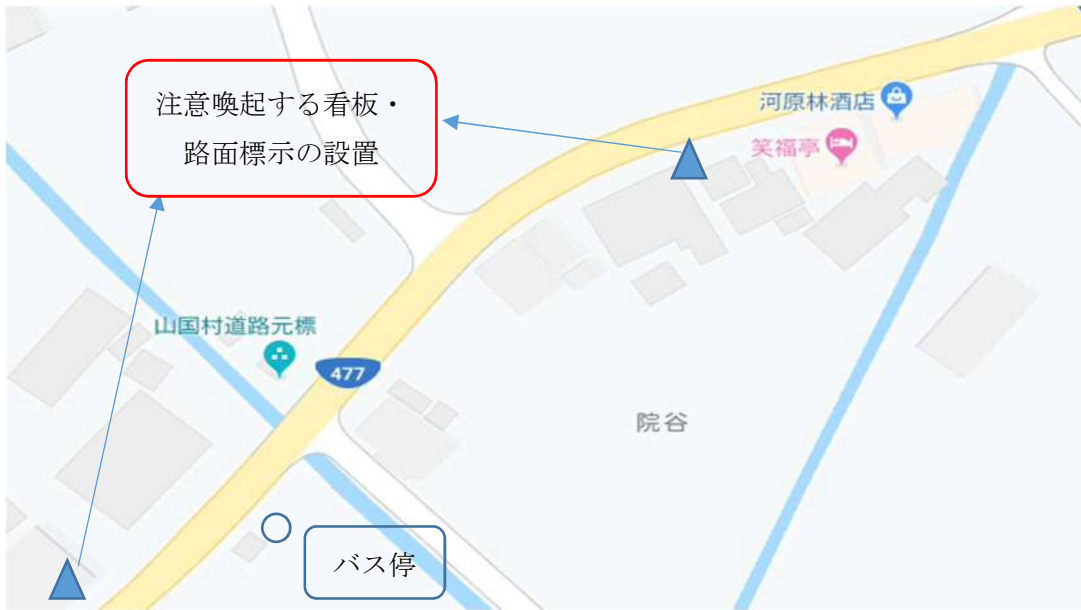 注意喚起する看板・
路面標示の設置
河原林酒店
笑福亭
山国村道路元標
477
院谷
バス停